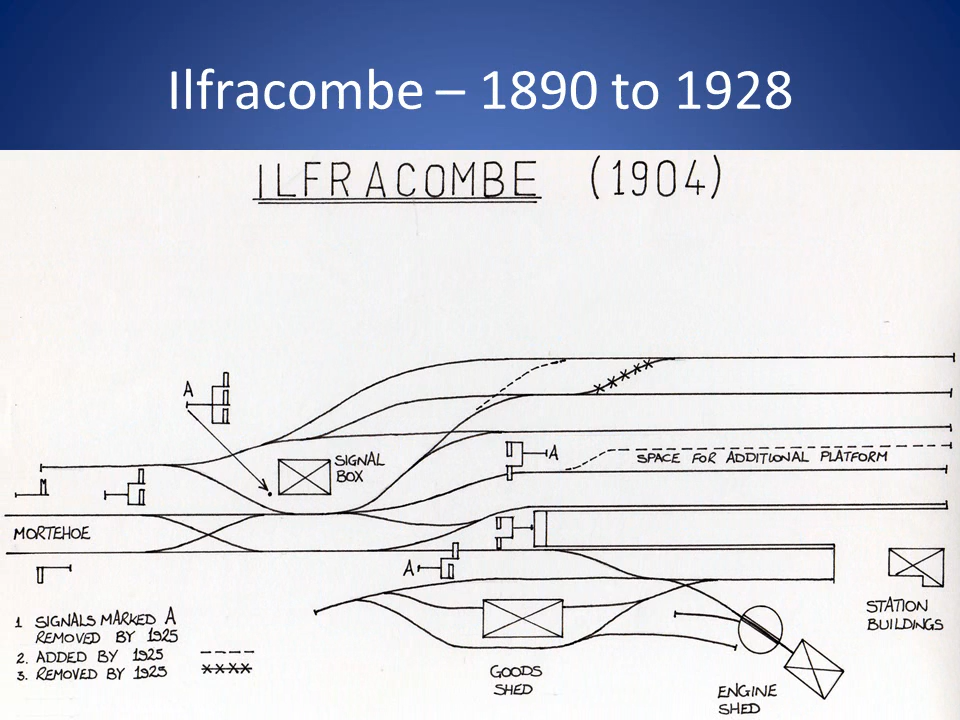 Ilfracombe – 1890 to 1928
ILFRACOMBE (1904)
A
SIGNAL
BOX
A
SPACE FOR ADDITIONAL PLATFORM
MORTEHOE
A
1 SIGNALS MARKED A
REMOVED BY 1925
2. ADDED BY 1925
3. REMOVED BY 1925
GOODS
SHED
ENGINE
SHED
STATION
BUILDINGS